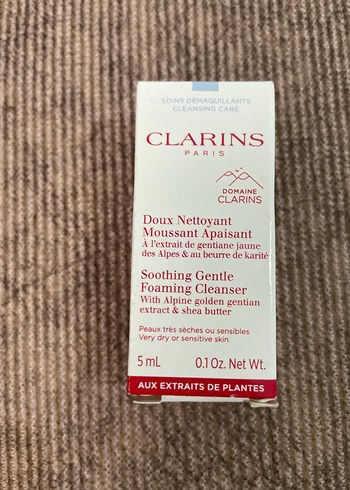 SOINS DÉMAQUILLANTS
CLEANSING CARE
CLARINS
PARIS
DOMAINE
CLARINS
Doux Nettoyant
Moussant Apaisant
À l'extrait de gentiane jaune
des Alpes & au beurre de karité
Soothing Gentle
Foaming Cleanser
With Alpine golden gentian
extract & shea butter
Peaux très sèches ou sensibles
Very dry or sensitive skin
5 mL 0.1 Oz. Net Wt.
AUX EXTRAITS DE PLANTES